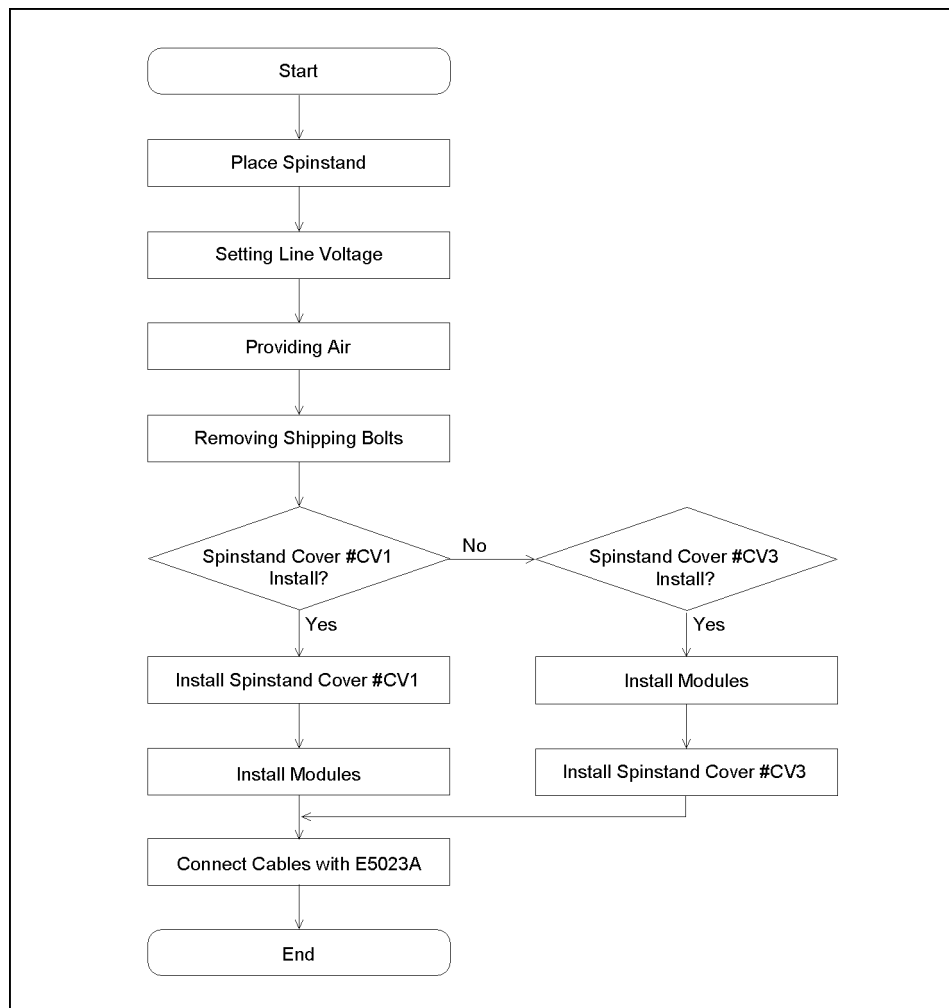 Start
Place Spinstand
Setting Line Voltage
Providing Air
Removing Shipping Bolts
Spinstand Cover #CV1
Install?
No
Spinstand Cover #CV3
Install?
Yes
Yes
Install Spinstand Cover #CV1
Install Modules
Install Modules
Install Spinstand Cover #CV3
Connect Cables with E5023A
End